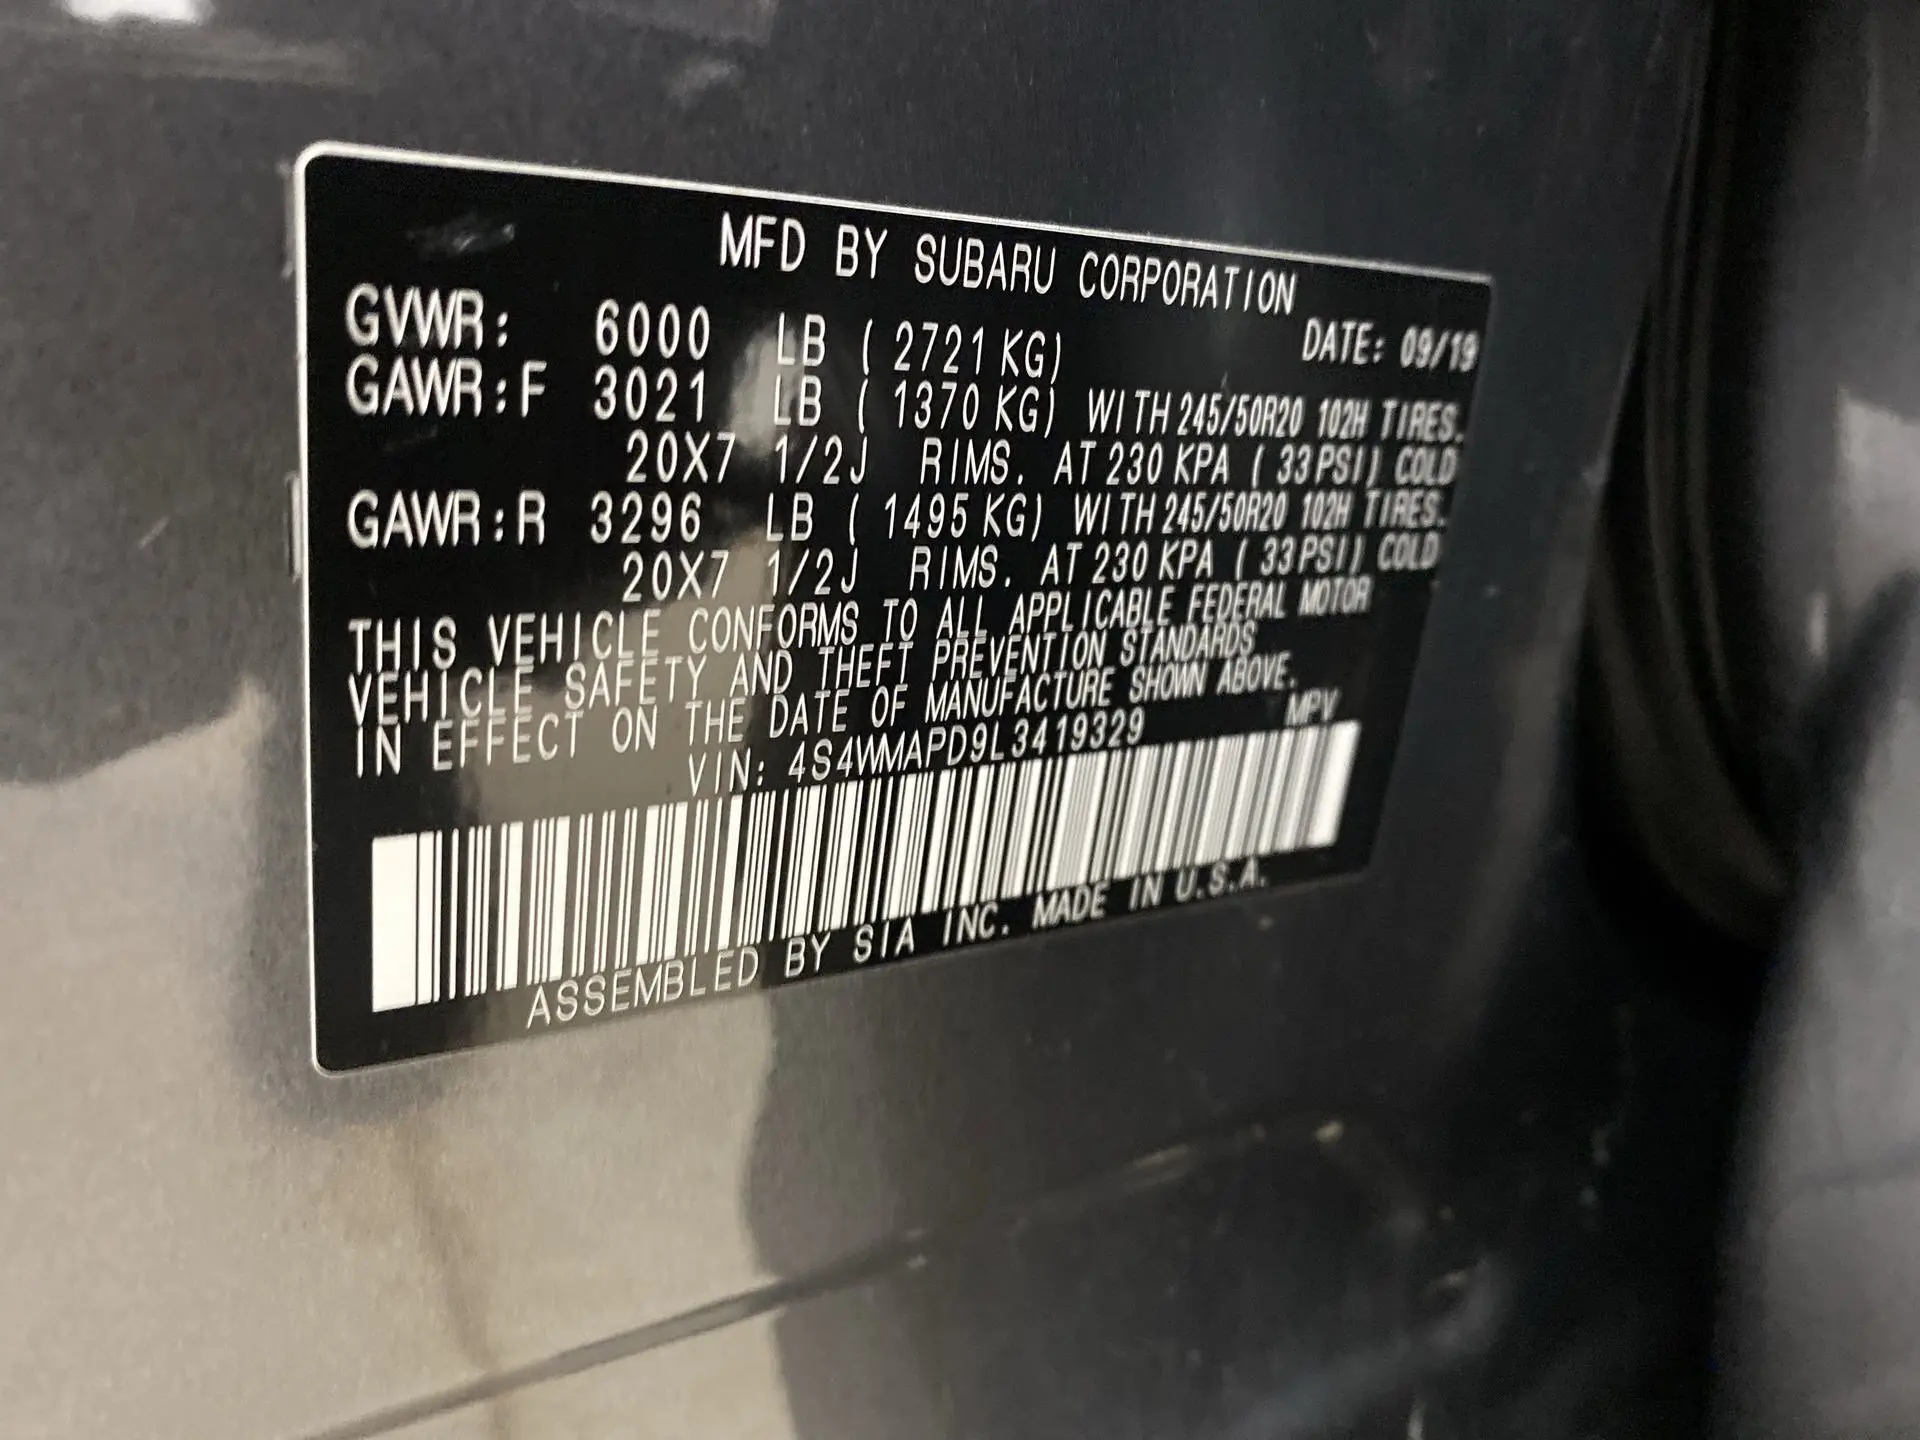 MFD BY SUBARU CORPORATION
GVWR: 6000 LB ( 2721 KG) DATE: 09/19
GAWR:F 3021 LB ( 1370 KG) WITH 245/50R20 102H TIRES.
20X7 1/2J RIMS. AT 230 KPA ( 33PSI) COLD
GAWR:R 3296 LB ( 1495 KG) WITH 245/50R20 102H TIRES.
20X7 1/2J RIMS. AT 230 KPA ( 33PSI) COLD
THIS VEHICLE CONFORMS TO ALL APPLICABLE FEDERAL MOTOR
VEHICLE SAFETY AND THEFT PREVENTION STANDARDS
IN EFFECT ON THE DATE OF MANUFACTURE SHOWN ABOVE.
VIN: 4S4WMAPD9L3419329 MPV
ASSEMBLED BY SIA INC. MADE IN U.S.A.